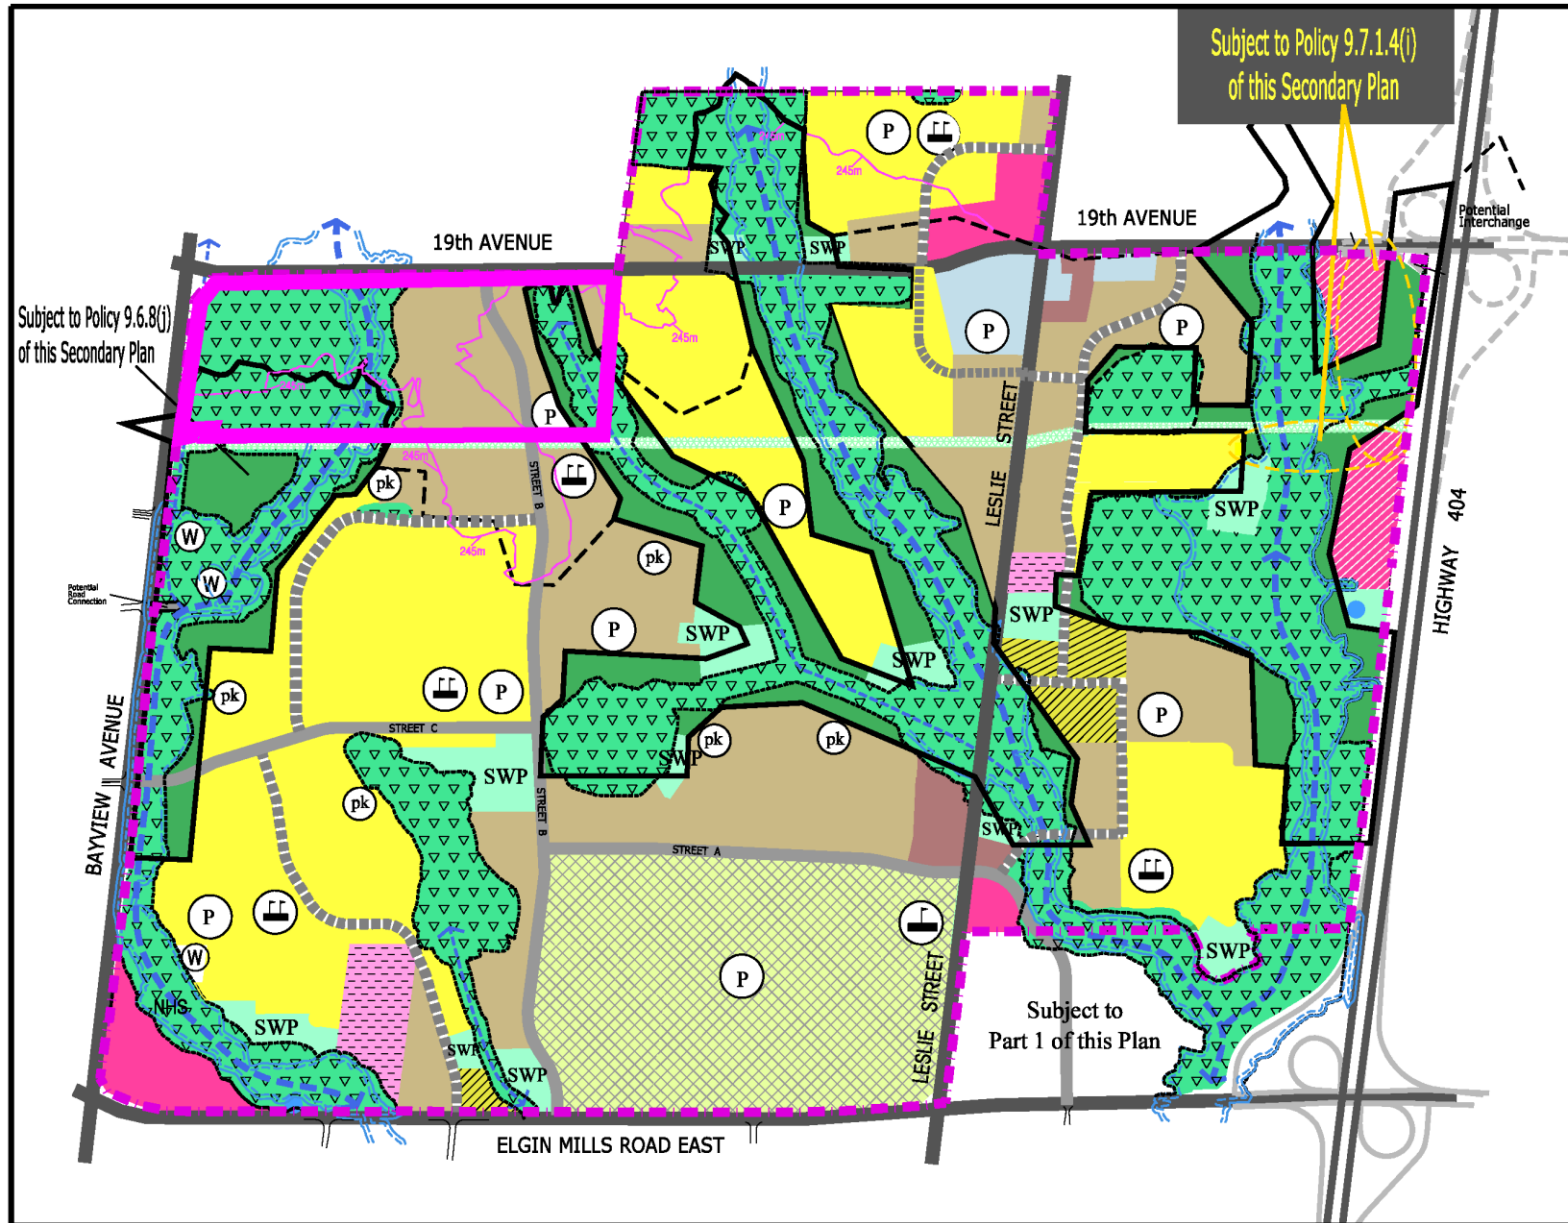 Subject to Policy 9.7.1.4(i)
of this Secondary Plan
P
245m
245m
19th AVENUE
19th AVENUE
Potential
Interchange
SWP
SWP
Subject to Policy 9.6.8(j)
of this Secondary Plan
P
P
245m
245m
P
LESLIE STREET
STREET B
245m
pk
P
SWP
HIGHWAY 404
W
245m
pk
W
Potential
Road
Connection
SWP
P
SWP
SWP
pk
P
P
BAYVIEW AVENUE
STREET C
pk
pk
SWP
SWP
pk
STREET B
SWP
STREET A
P
W
P
SWP
NHS
SWP
LESLIE STREET
Subject to
Part 1 of this Plan
SWP
SWP
ELGIN MILLS ROAD EAST